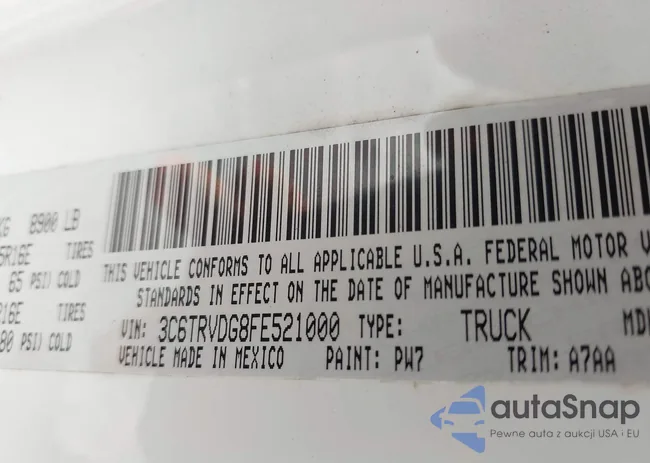 KG 8900 LB
5R16E TIRES
65 PSI) COLD
R16E TIRES
80 PSI) COLD
THIS VEHICLE CONFORMS TO ALL APPLICABLE U.S.A. FEDERAL MOTOR V
STANDARDS IN EFFECT ON THE DATE OF MANUFACTURE SHOWN ABO
VIN: 3C6TRVDG8FE521000 TYPE: TRUCK MD
VEHICLE MADE IN MEXICO PAINT: PW7 TRIM: A7AA
autaSnap
Pewne auta z aukcji USA i EU